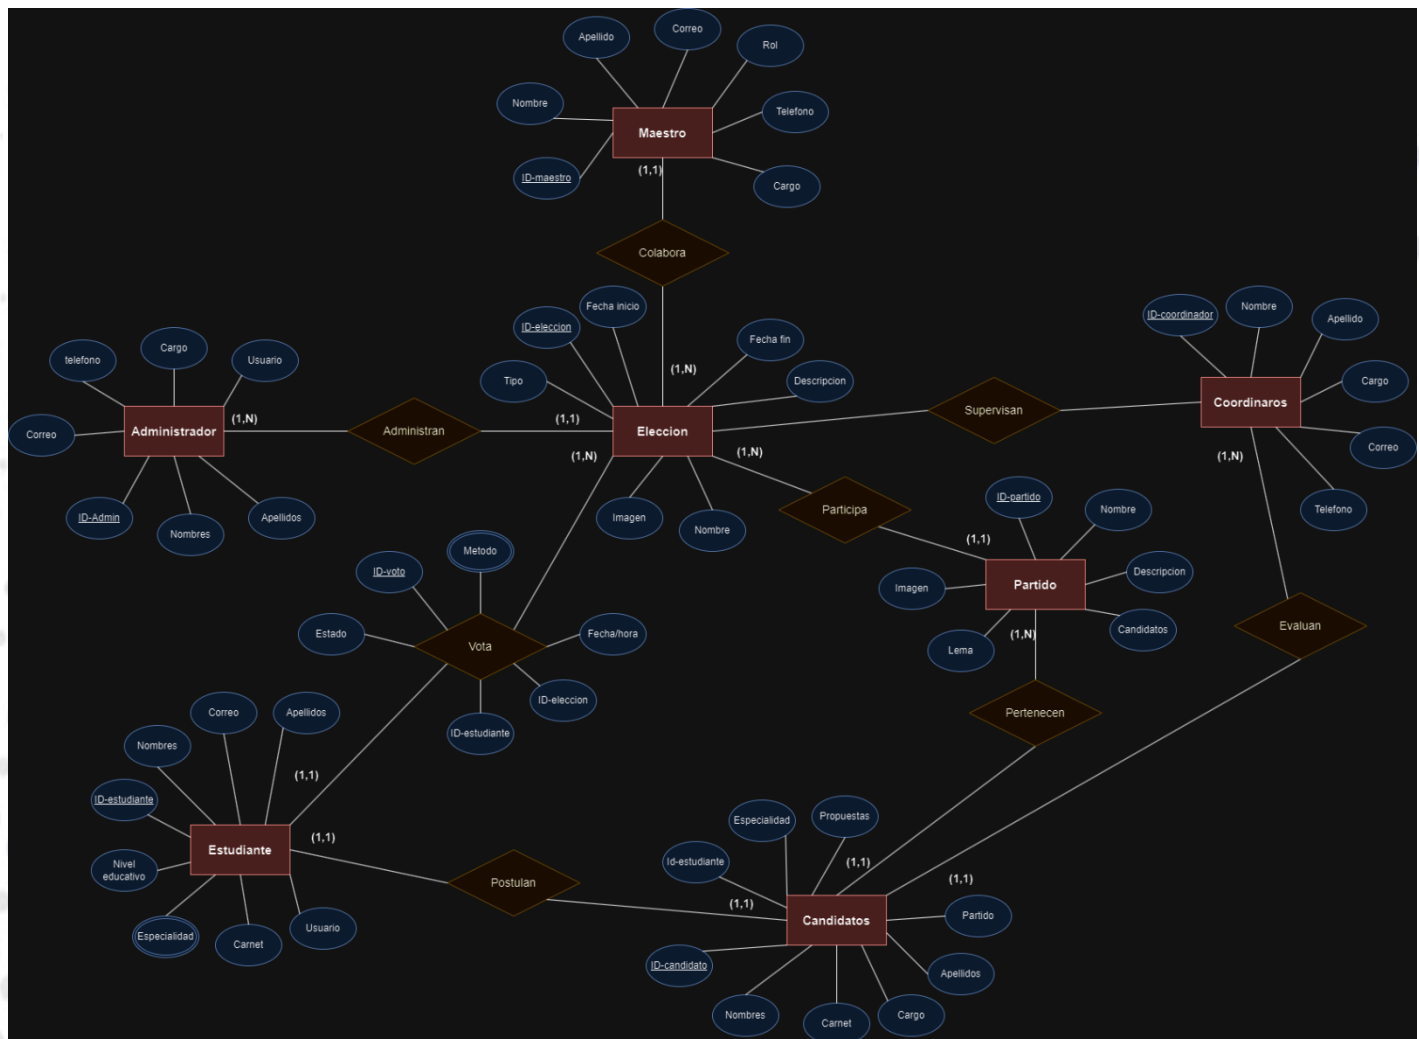 Correo
Apellido
Rol
Nombre
Telefono
Maestro
(1,1)
ID-maestro
Cargo
Colabora
Fecha inicio
ID-eleccion
Fecha fin
Tipo
Descripcion
(1,N)
Eleccion
(1,1)
(1,N)
(1,N)
Imagen
Nombre
ID-coordinador
Nombre
Apellido
Cargo
Coordinaros
Correo
(1,N)
Telefono
Supervisan
telefono
Cargo
Usuario
(1,N)
Administrador
Correo
ID-Admin
Nombres
Apellidos
Administran
Participa
ID-partido
Nombre
(1,1)
Partido
Descripcion
Imagen
Candidatos
Lema
(1,N)
Evaluan
Metodo
ID-voto
Estado
Vota
Fecha/hora
ID-eleccion
ID-estudiante
Pertenecen
Correo
Apellidos
Nombres
(1,1)
ID-estudiante
(1,1)
Estudiante
Nivel
educativo
Especialidad
Carnet
Usuario
Postulan
Especialidad
Propuestas
Id-estudiante
(1,1)
(1,1)
(1,1)
Candidatos
Partido
ID-candidato
Apellidos
Nombres
Carnet
Cargo